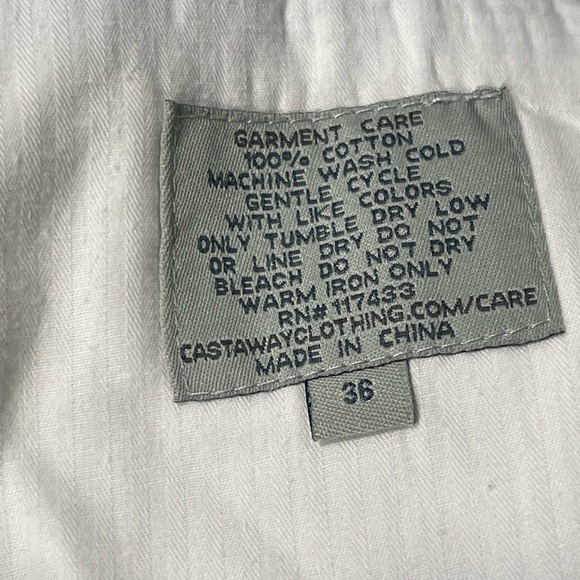 GARMENT CARE
100% COTTON
MACHINE WASH COLD
GENTLE CYCLE
WITH LIKE COLORS
ONLY TUMBLE DRY LOW
OR LINE DRY DO NOT
BLEACH DO NOT DRY
WARM IRON ONLY
RN#117433
CASTAWAYCLOTHING.COM/CARE
MADE IN CHINA
36